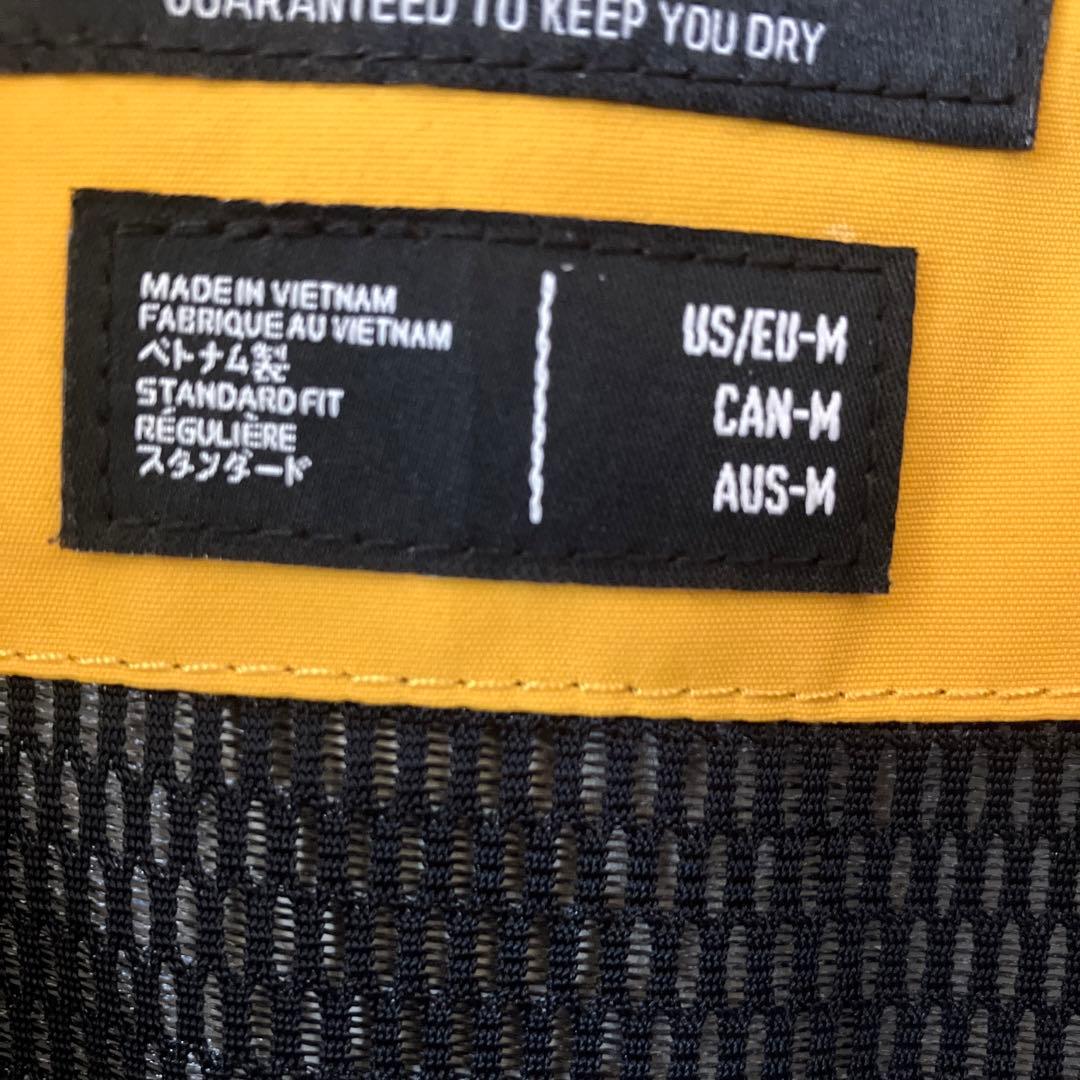 GUARANTEED TO KEEP YOU DRY
MADE IN VIETNAM
FABRIQUE AU VIETNAM
ベトナム製
STANDARD FIT
RÉGULIÈRE
スタンダード
US/EU-M
CAN-M
AUS-M